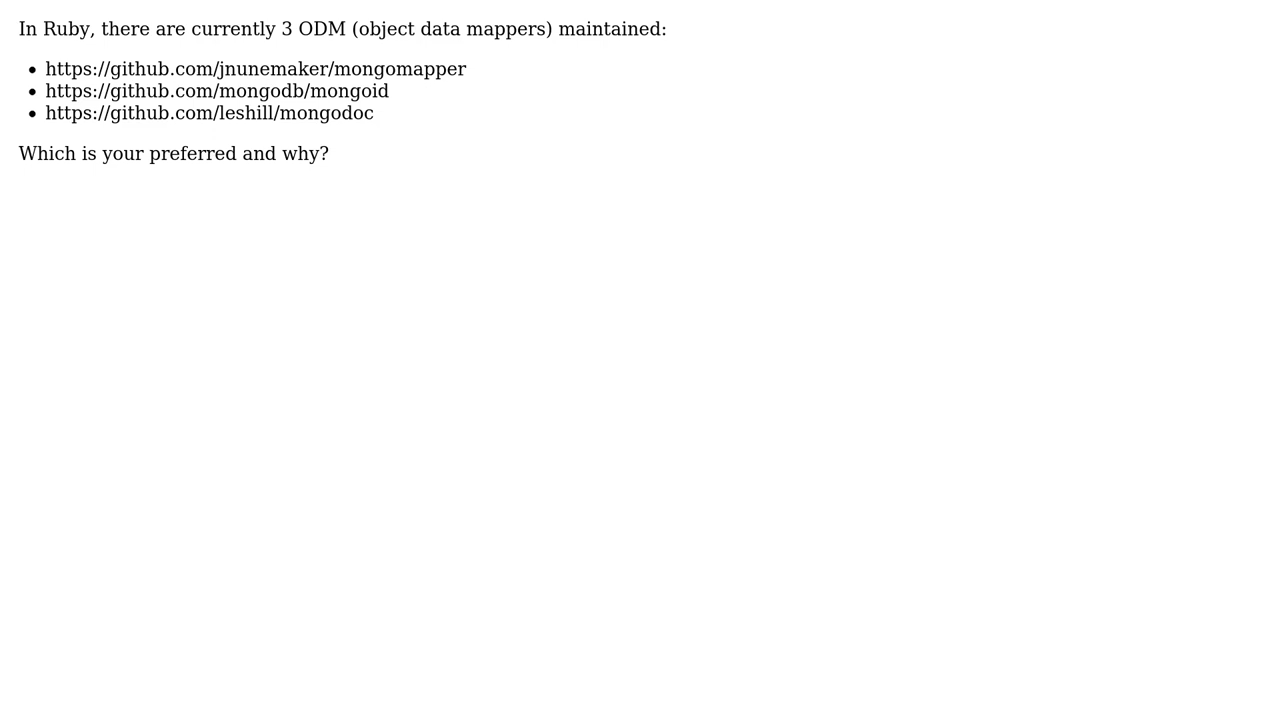 In Ruby, there are currently 3 ODM (object data mappers) maintained:
• https://github.com/jnunemaker/mongomapper
• https://github.com/mongodb/mongoid
• https://github.com/leshill/mongodoc
Which is your preferred and why?